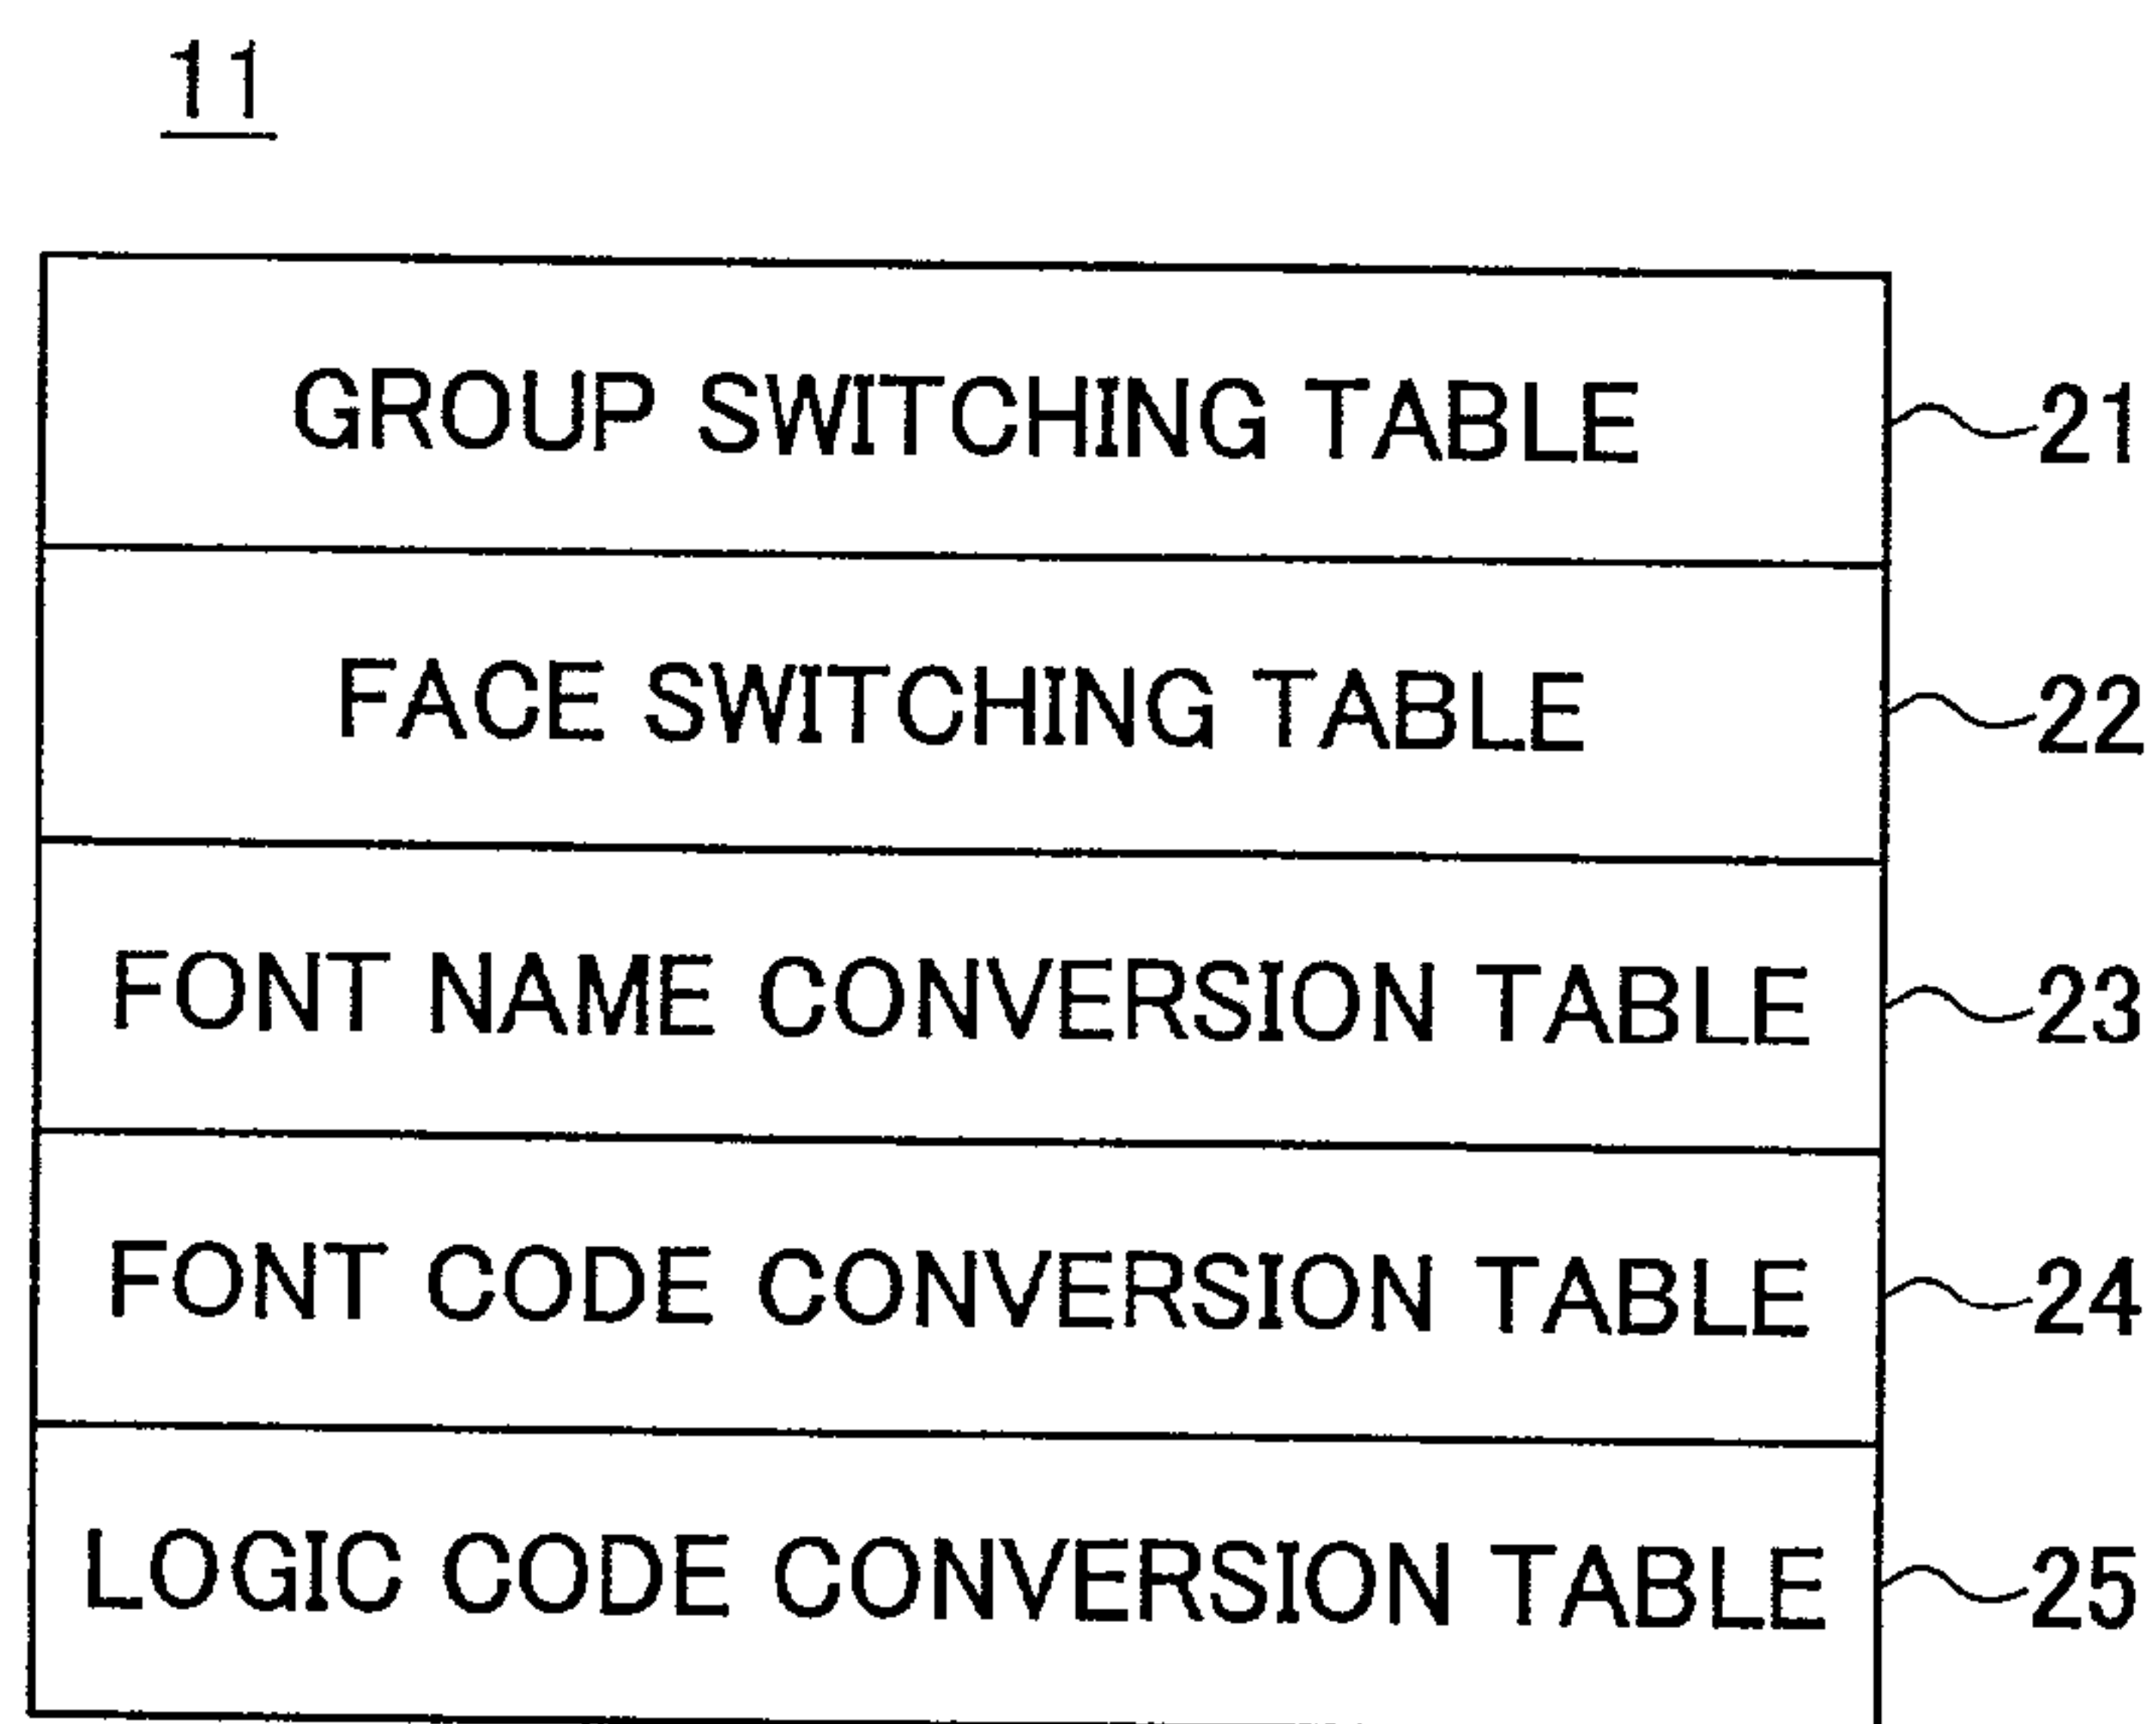 11
GROUP SWITCHING TABLE 21
FACE SWITCHING TABLE 22
FONT NAME CONVERSION TABLE 23
FONT CODE CONVERSION TABLE 24
LOGIC CODE CONVERSION TABLE 25